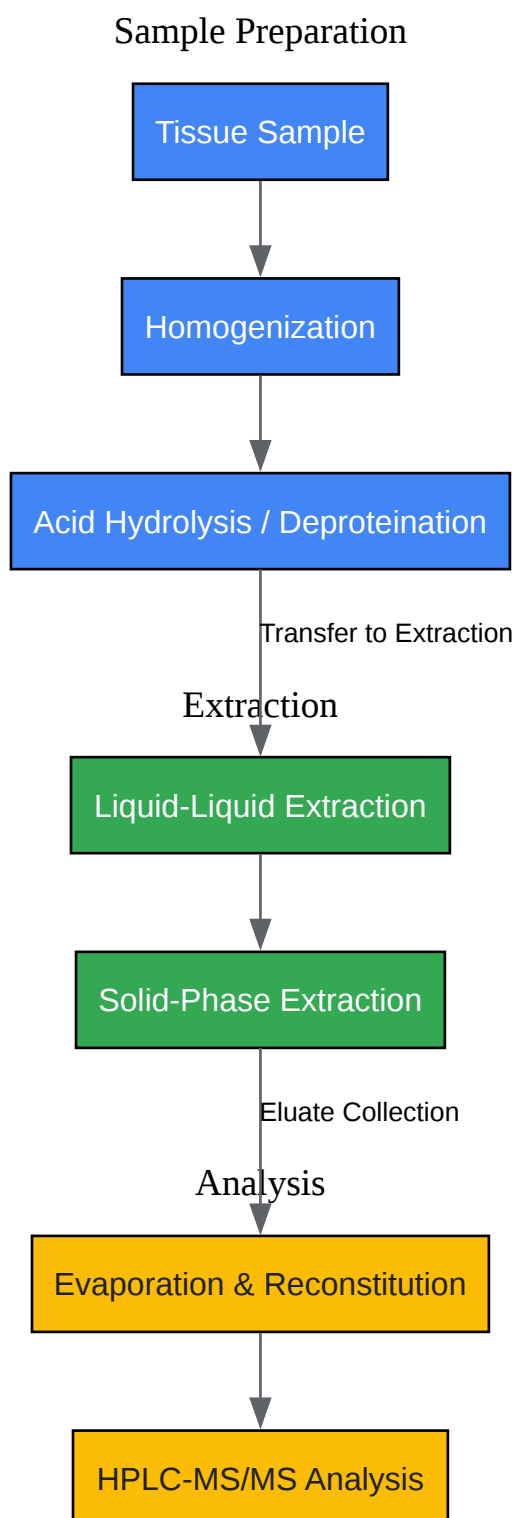 Sample Preparation
Tissue Sample
Homogenization
Acid Hydrolysis / Deproteination
Transfer to Extraction
Extraction
Liquid-Liquid Extraction
Solid-Phase Extraction
Eluate Collection
Analysis
Evaporation & Reconstitution
HPLC-MS/MS Analysis